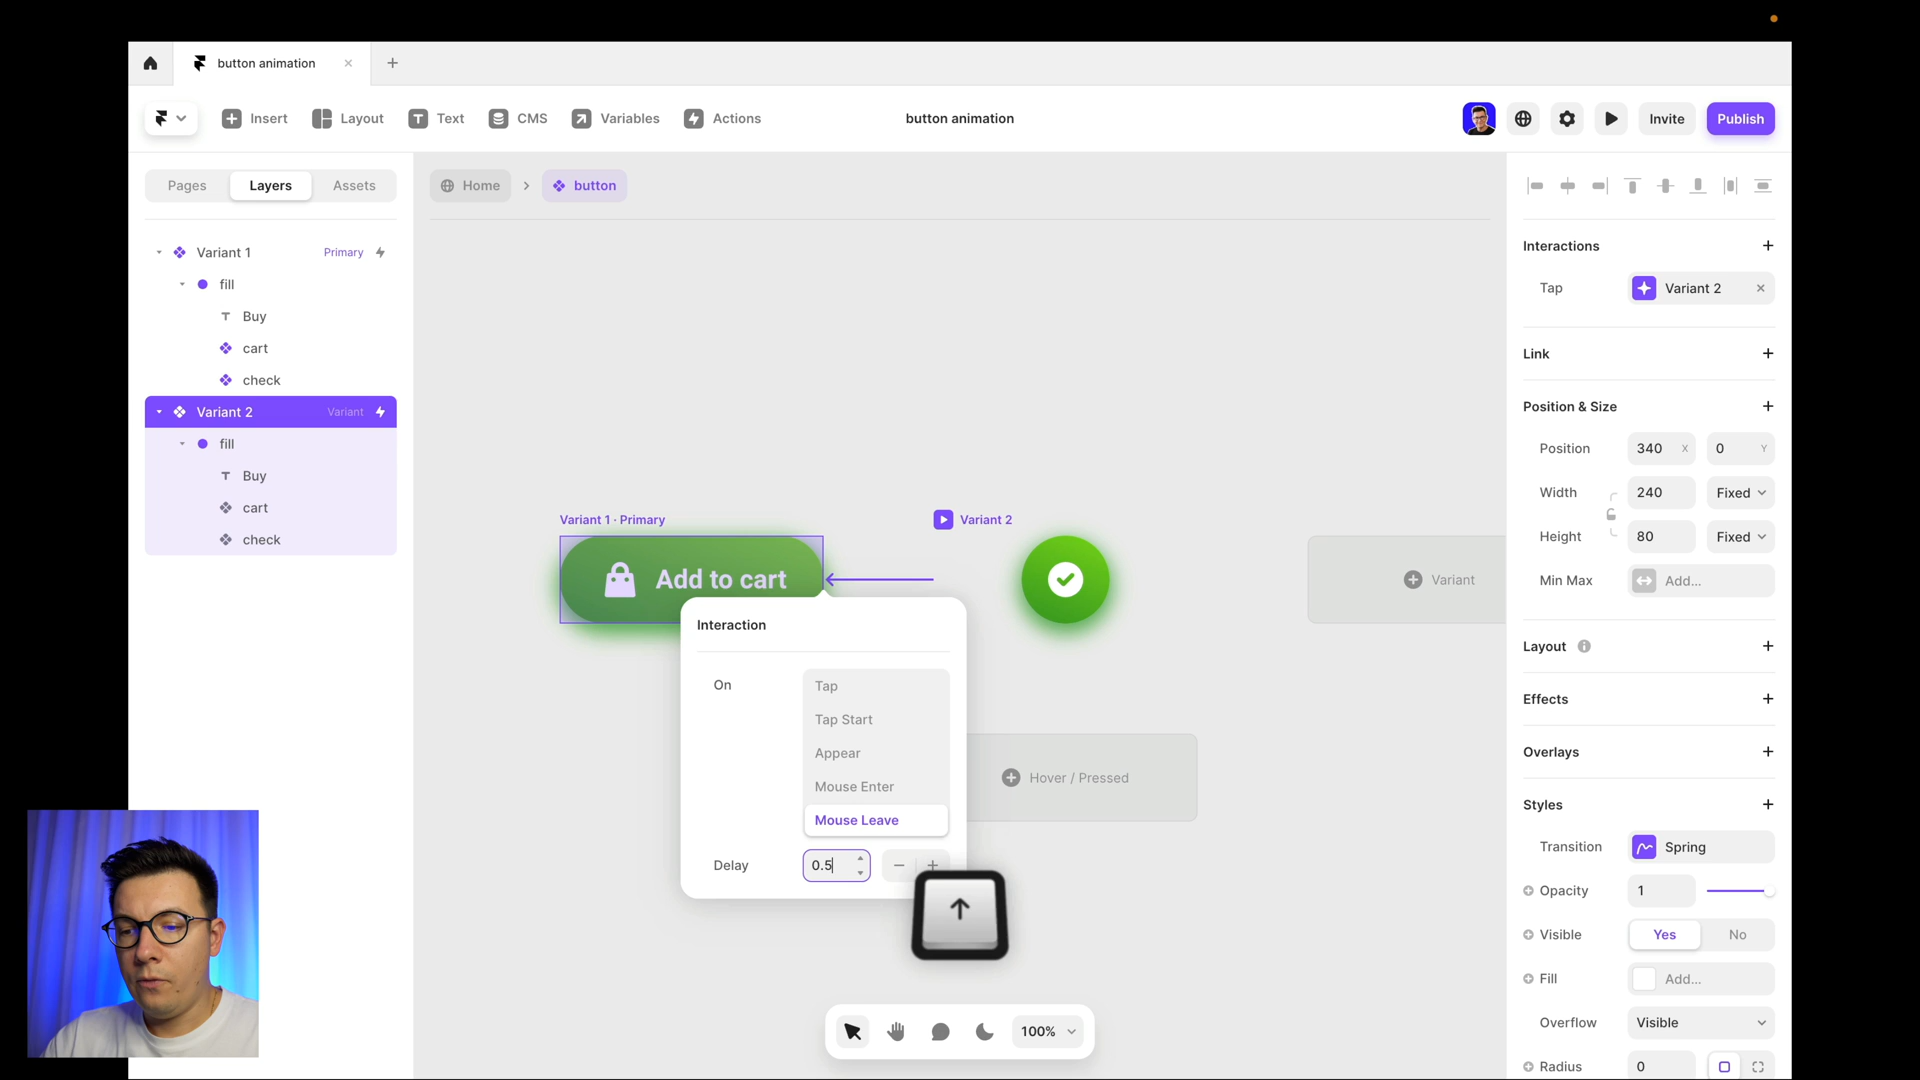 button animation
Insert
Layout
Text
CMS
Variables
Actions
button animation
Invite
Publish
Pages
Layers
Assets
Home
button
Variant 1
Primary
fill
Buy
cart
check
Variant 2
Variant
fill
Buy
cart
check
Variant 1 · Primary
Variant 2
Add to cart
Variant
Hover / Pressed
Interaction
On
Tap
Tap Start
Appear
Mouse Enter
Mouse Leave
Delay
0.5
100%
Interactions
Tap
Variant 2
Link
Position & Size
Position
340
X
0
Y
Width
240
Fixed
Height
80
Fixed
Min Max
Add...
Layout
Effects
Overlays
Styles
Transition
Spring
Opacity
1
Visible
Yes
No
Fill
Add...
Overflow
Visible
Radius
0